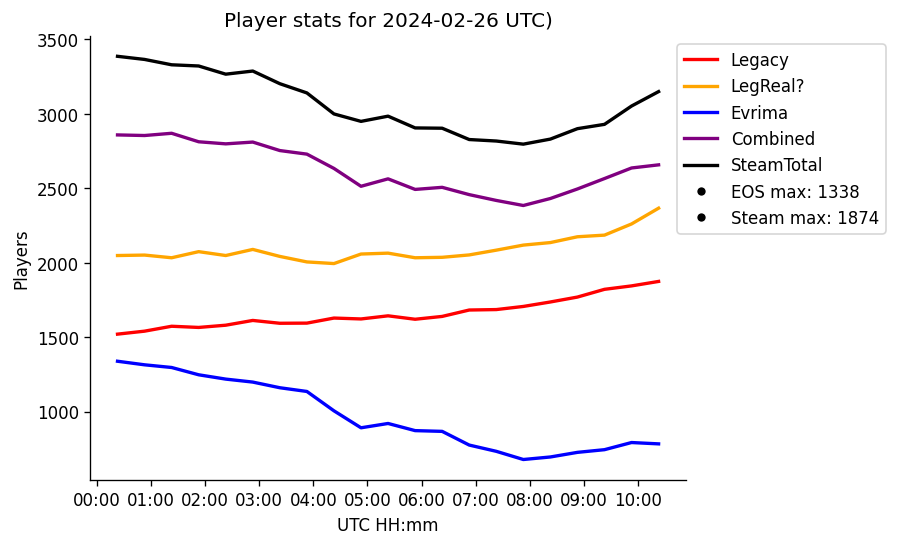 Player stats for 2024-02-26 UTC)
3500
3000
2500
2000
1500
1000
Players
00:00 01:00 02:00 03:00 04:00 05:00 06:00 07:00 08:00 09:00 10:00
UTC HH:mm
Legacy
LegReal?
Evrima
Combined
SteamTotal
EOS max: 1338
Steam max: 1874